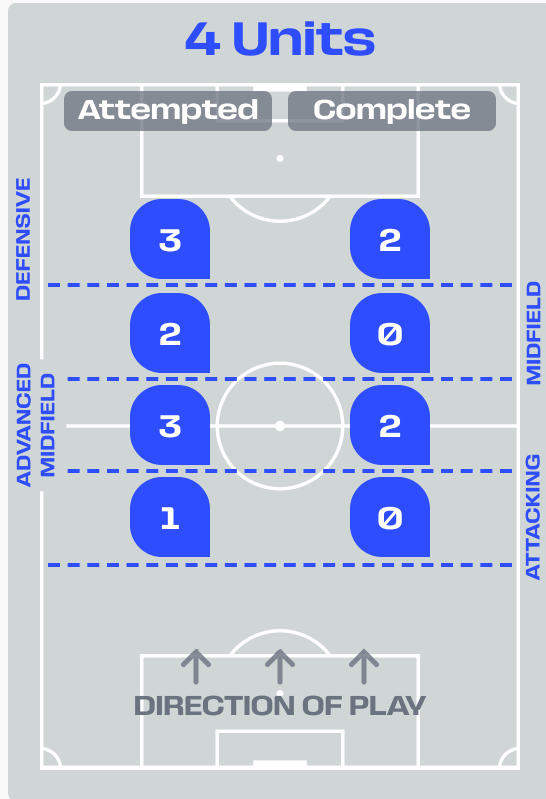 4 Units
Attempted
Complete
DEFENSIVE
3
2
MIDFIELD
2
0
ADVANCED
MIDFIELD
3
2
ATTACKING
1
0
DIRECTION OF PLAY